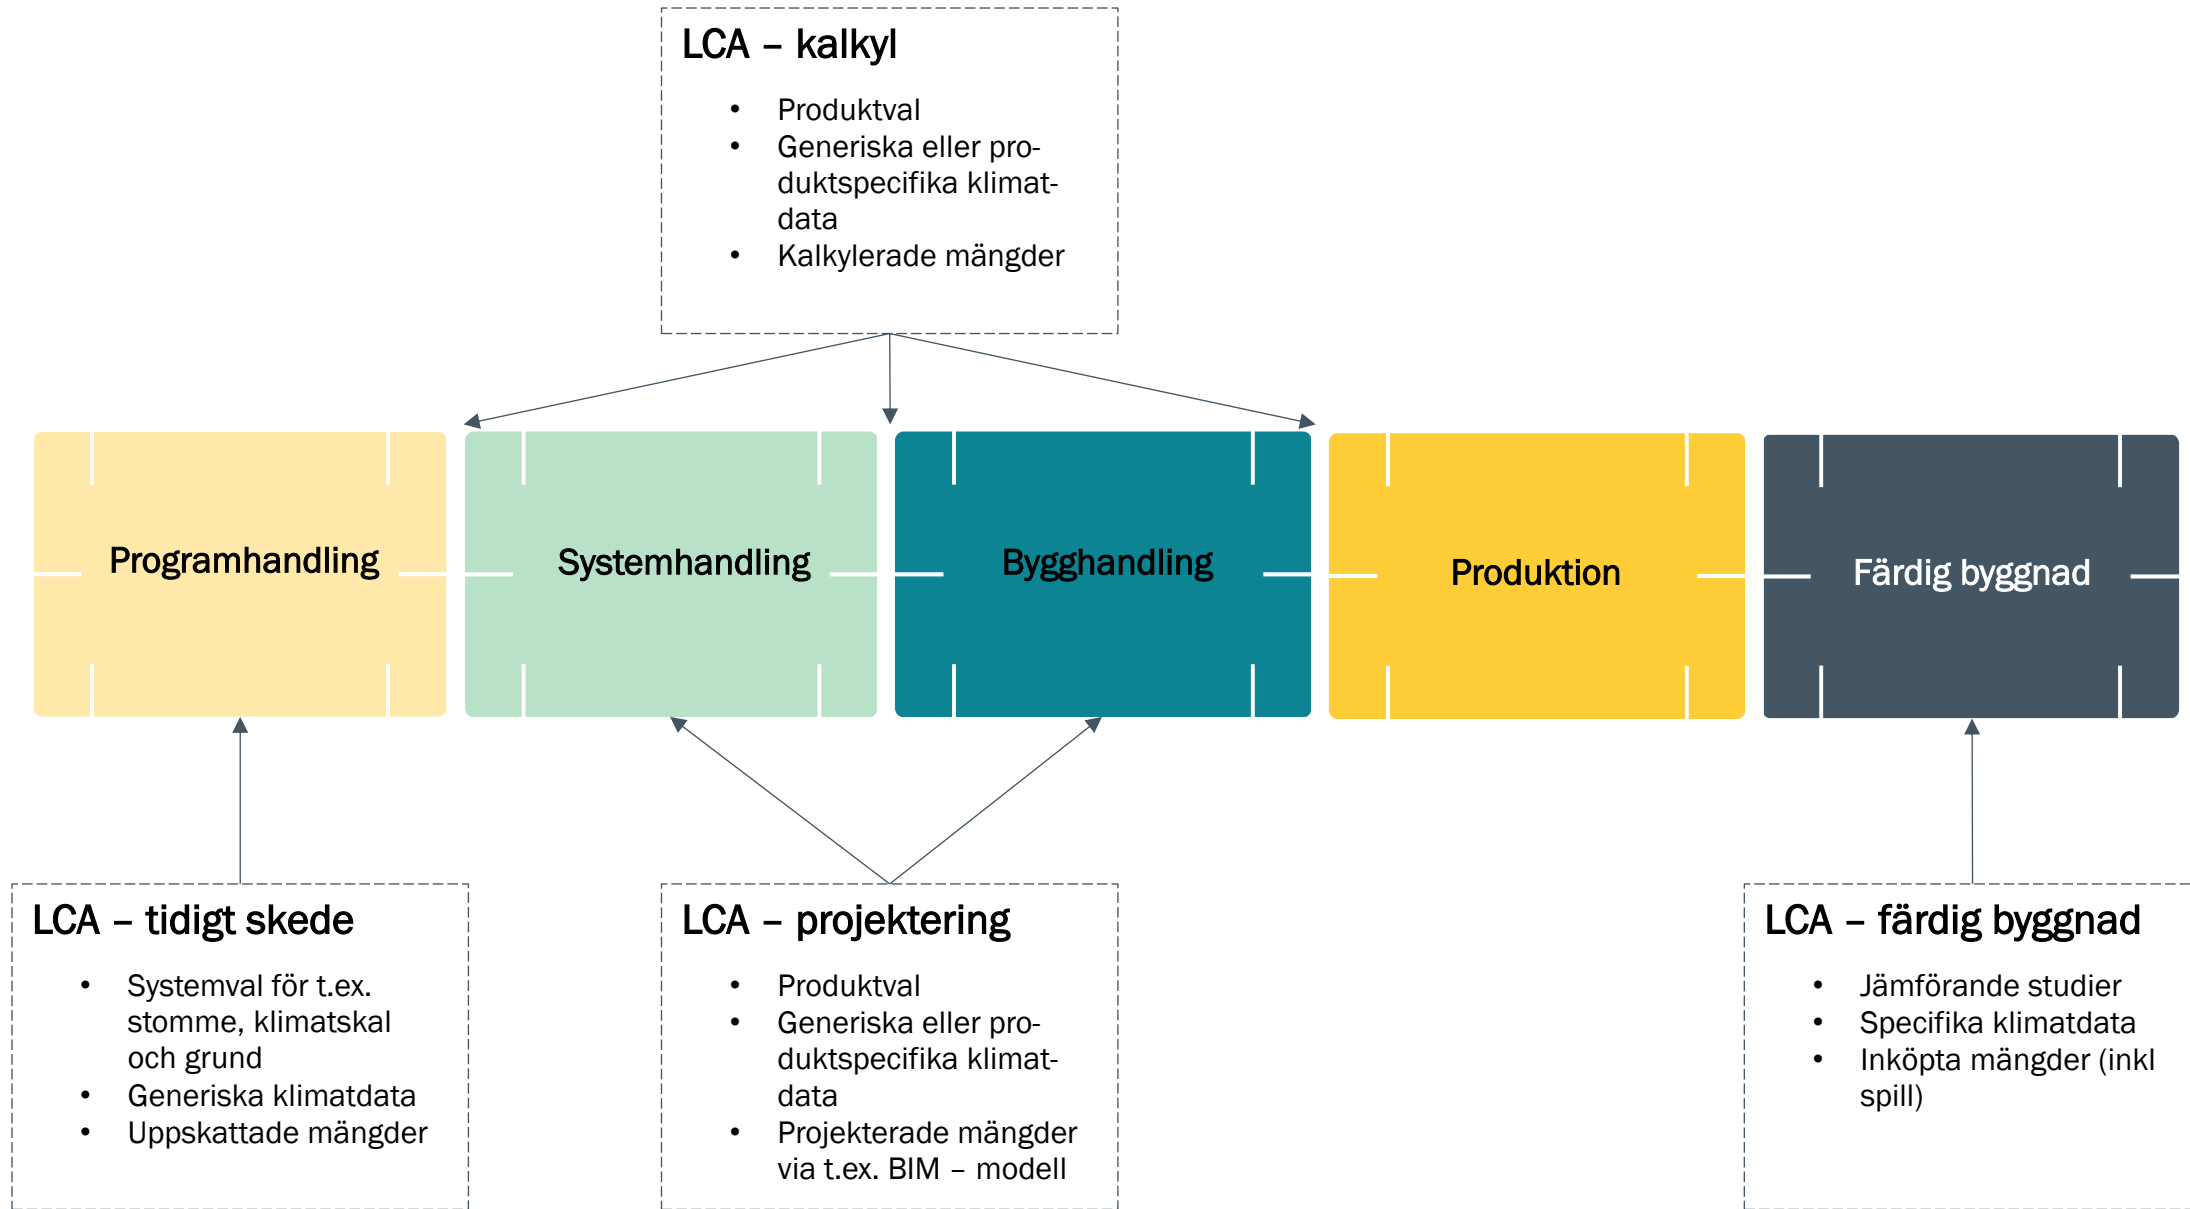 LCA – kalkyl
• Produktval
• Generiska eller pro-
duktspecifika klimat-
data
• Kalkylerade mängder
Programhandling
Systemhandling
Bygghandling
Produktion
Färdig byggnad
LCA – tidigt skede
• Systemval för t.ex.
stomme, klimatskal
och grund
• Generiska klimatdata
• Uppskattade mängder
LCA – projektering
• Produktval
• Generiska eller pro-
duktspecifika klimat-
data
• Projekterade mängder
via t.ex. BIM – modell
LCA – färdig byggnad
• Jämförande studier
• Specifika klimatdata
• Inköpta mängder (inkl
spill)